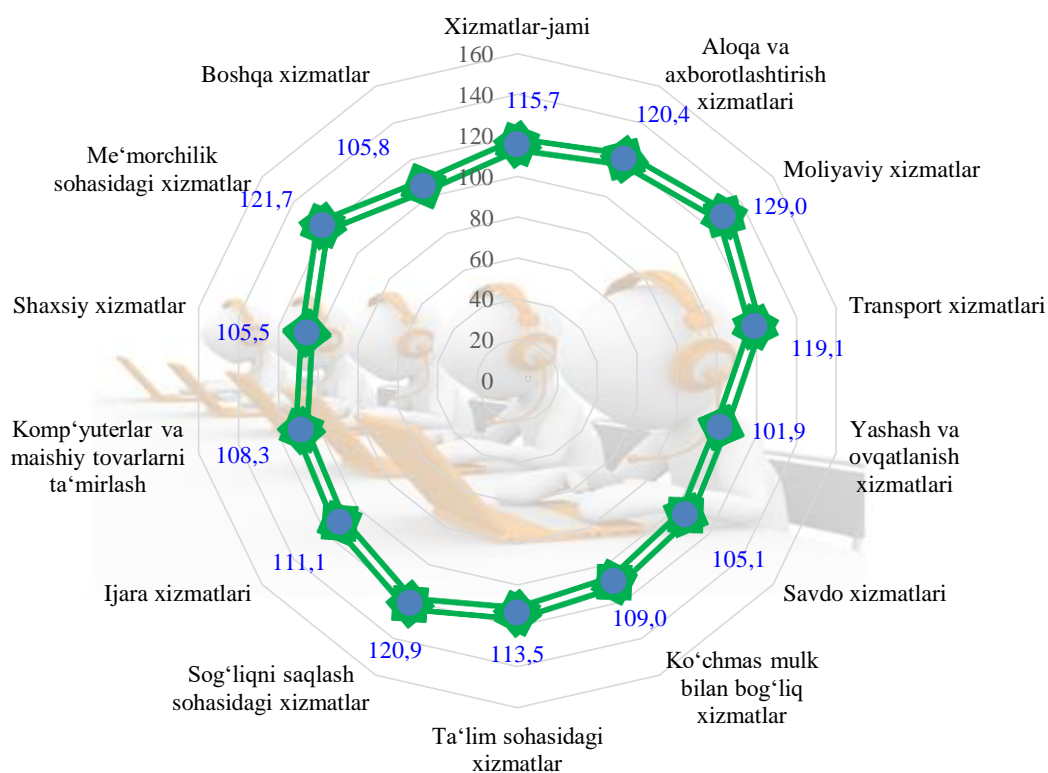 Xizmatlar-jami
160
140
120
100
80
60
40
20
0
115,7
Aloqa va
axborotlashtirish
xizmatlari
120,4
Moliyaviy xizmatlar
129,0
Transport xizmatlari
119,1
Yashash va
ovqatlanish
xizmatlari
101,9
Savdo xizmatlari
105,1
Ko‘chmas mulk
bilan bog‘liq
xizmatlar
109,0
Ta‘lim sohasidagi
xizmatlar
113,5
Sog‘liqni saqlash
sohasidagi xizmatlar
120,9
Ijara xizmatlari
111,1
Komp‘yuterlar va
maishiy tovarlarni
ta‘mirlash
108,3
Shaxsiy xizmatlar
105,5
Me‘morchilik
sohasidagi xizmatlar
121,7
Boshqa xizmatlar
105,8